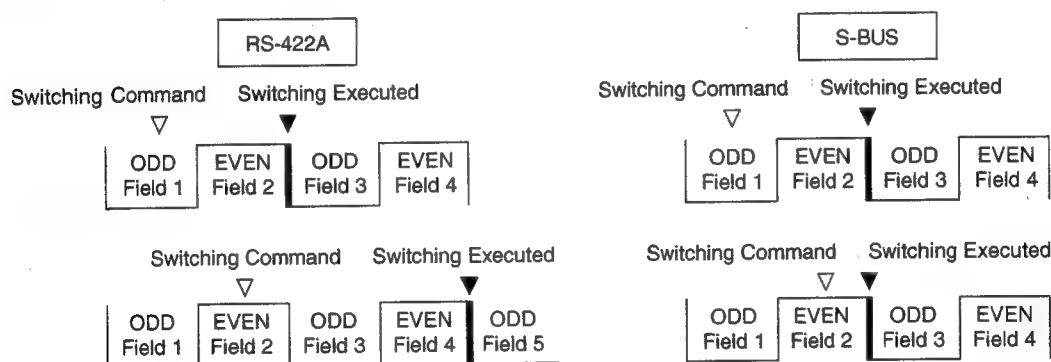 RS-422A
Switching Command Switching Executed
ODD EVEN ODD EVEN
Field 1 Field 2 Field 3 Field 4
Switching Command Switching Executed
ODD EVEN ODD EVEN ODD
Field 1 Field 2 Field 3 Field 4 Field 5
S-BUS
Switching Command Switching Executed
ODD EVEN ODD EVEN
Field 1 Field 2 Field 3 Field 4
Switching Command Switching Executed
ODD EVEN ODD EVEN
Field 1 Field 2 Field 3 Field 4